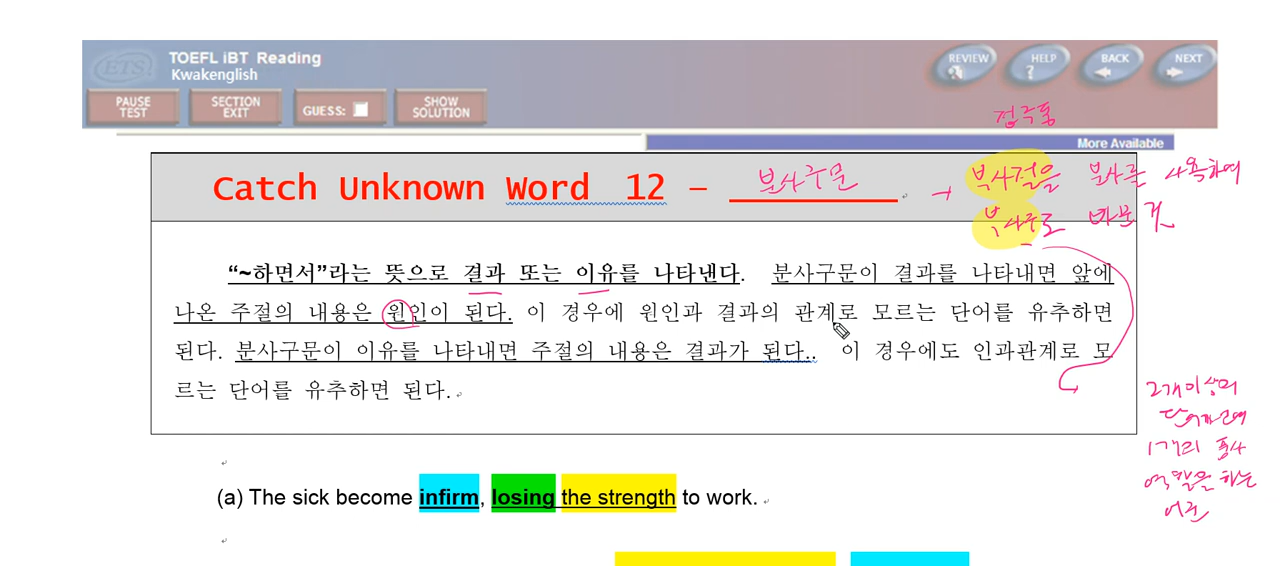 ETS
TOEFL iBT Reading
Kwakenglish
PAUSE TEST
SECTION EXIT
GUESS:
SHOW SOLUTION
REVIEW
HELP
?
BACK
NEXT
접주동
More Available
Catch Unknown Word 12 – 분사구문
→ 부사절을 분사를 사용하여
부사구로 바꾼 것
“~하면서”라는 뜻으로 결과 또는 이유를 나타낸다. 분사구문이 결과를 나타내면 앞에
나온 주절의 내용은 원인이 된다. 이 경우에 원인과 결과의 관계로 모르는 단어를 유추하면
된다. 분사구문이 이유를 나타내면 주절의 내용은 결과가 된다.. 이 경우에도 인과관계로 모
르는 단어를 유추하면 된다.
2개이상의
단어가 모여
1개의 품사
역할을 하는
어군
(a) The sick become infirm, losing the strength to work.